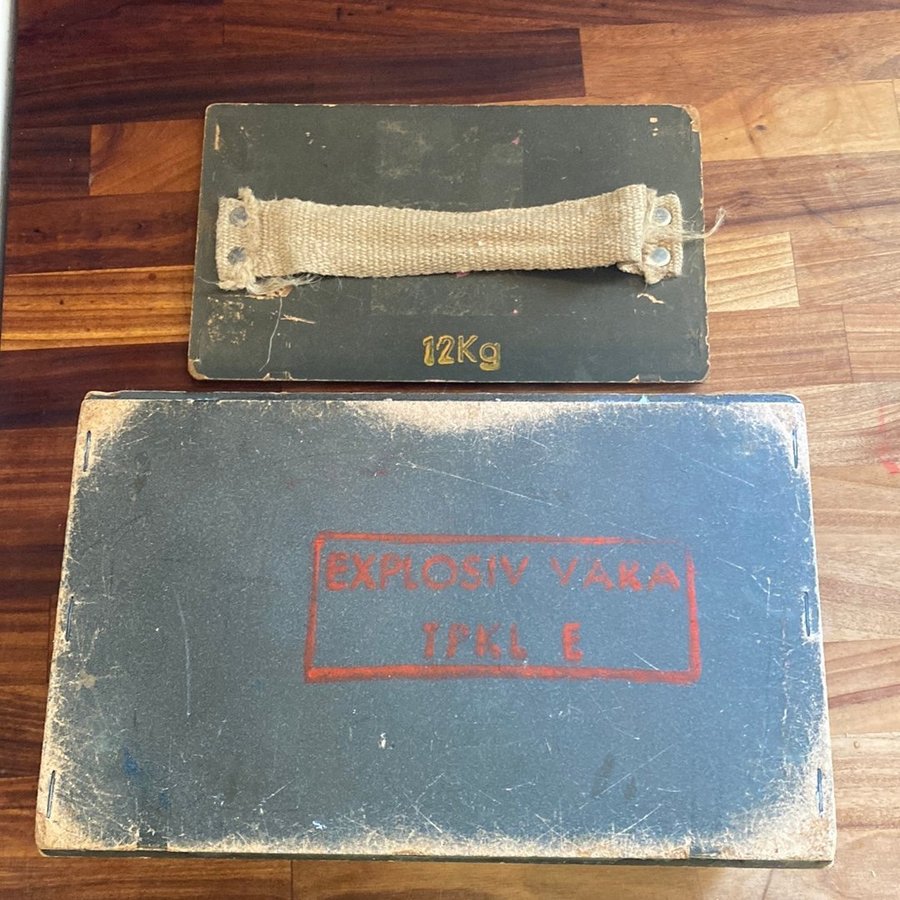 12Kg
EXPLOSIV VARA
TPKL E